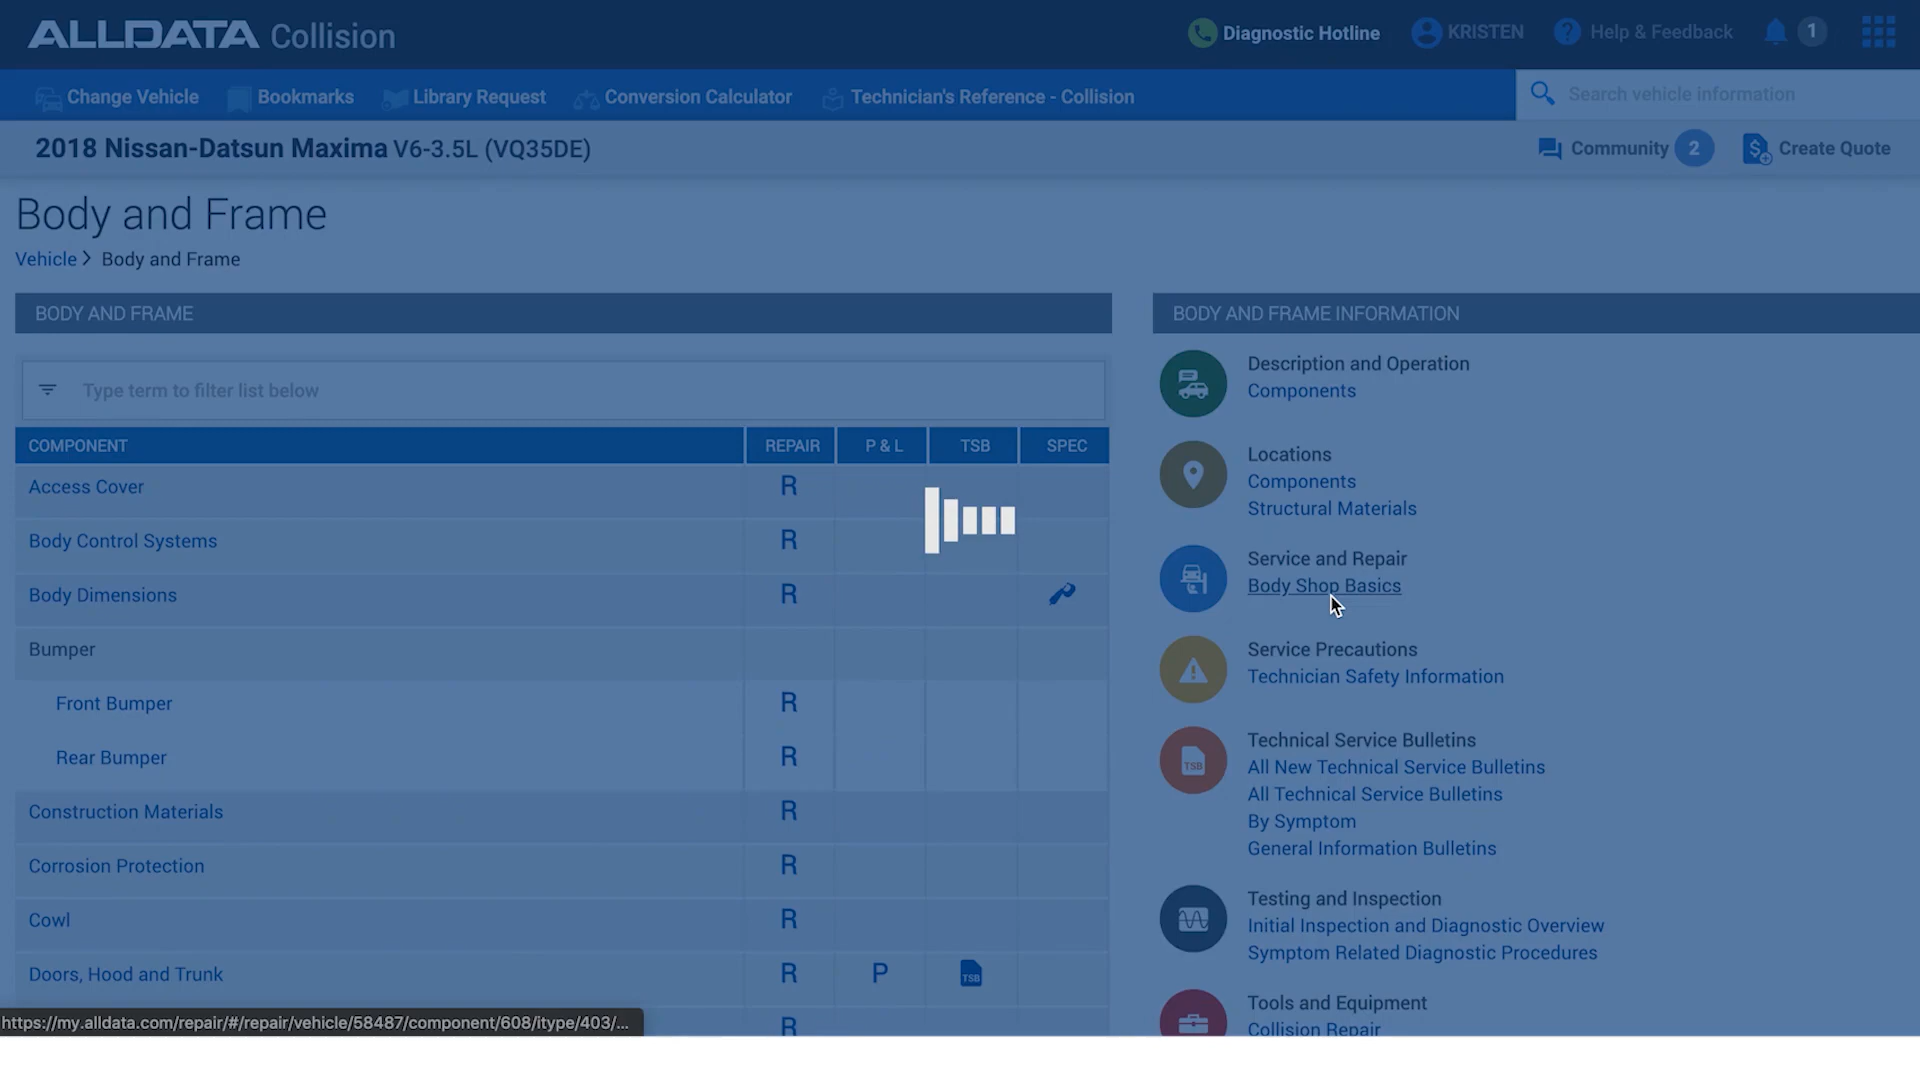 ALLDATA Collision
Diagnostic Hotline
KRISTEN
Help & Feedback
1
Change Vehicle
Bookmarks
Library Request
Conversion Calculator
Technician's Reference - Collision
Search vehicle information
2018 Nissan-Datsun Maxima V6-3.5L (VQ35DE)
Community 2
Create Quote
Body and Frame
Vehicle > Body and Frame
BODY AND FRAME
Type term to filter list below
COMPONENT REPAIR P & L TSB SPEC
Access Cover R
Body Control Systems R
Body Dimensions R
Bumper
Front Bumper R
Rear Bumper R
Construction Materials R
Corrosion Protection R
Cowl R
Doors, Hood and Trunk R P TSB
R
BODY AND FRAME INFORMATION
Description and Operation
Components
Locations
Components
Structural Materials
Service and Repair
Body Shop Basics
Service Precautions
Technician Safety Information
TSB
Technical Service Bulletins
All New Technical Service Bulletins
All Technical Service Bulletins
By Symptom
General Information Bulletins
Testing and Inspection
Initial Inspection and Diagnostic Overview
Symptom Related Diagnostic Procedures
Tools and Equipment
Collision Repair
https://my.alldata.com/repair/#/repair/vehicle/58487/component/608/itype/403/...